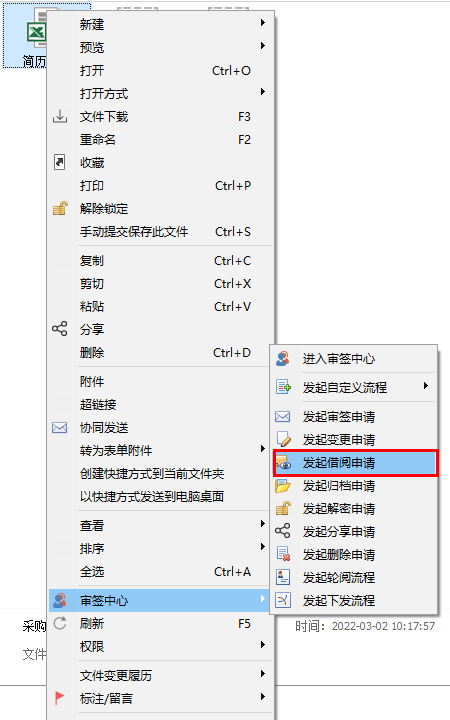 简历
新建
预览
打开 Ctrl+O
打开方式
文件下载 F3
重命名 F2
收藏
打印 Ctrl+P
解除锁定
手动提交保存此文件 Ctrl+S
复制 Ctrl+C
剪切 Ctrl+X
粘贴 Ctrl+V
分享
删除 Ctrl+D
附件
超链接
协同发送
转为表单附件
创建快捷方式到当前文件夹
以快捷方式发送到电脑桌面
查看
排序
全选 Ctrl+A
审签中心
刷新 F5
权限
文件变更履历
标注/留言
进入审签中心
发起自定义流程
发起审签申请
发起变更申请
发起借阅申请
发起归档申请
发起解密申请
发起分享申请
发起删除申请
发起轮阅流程
发起下发流程
采购
时间：2022-03-02 10:17:57
文件